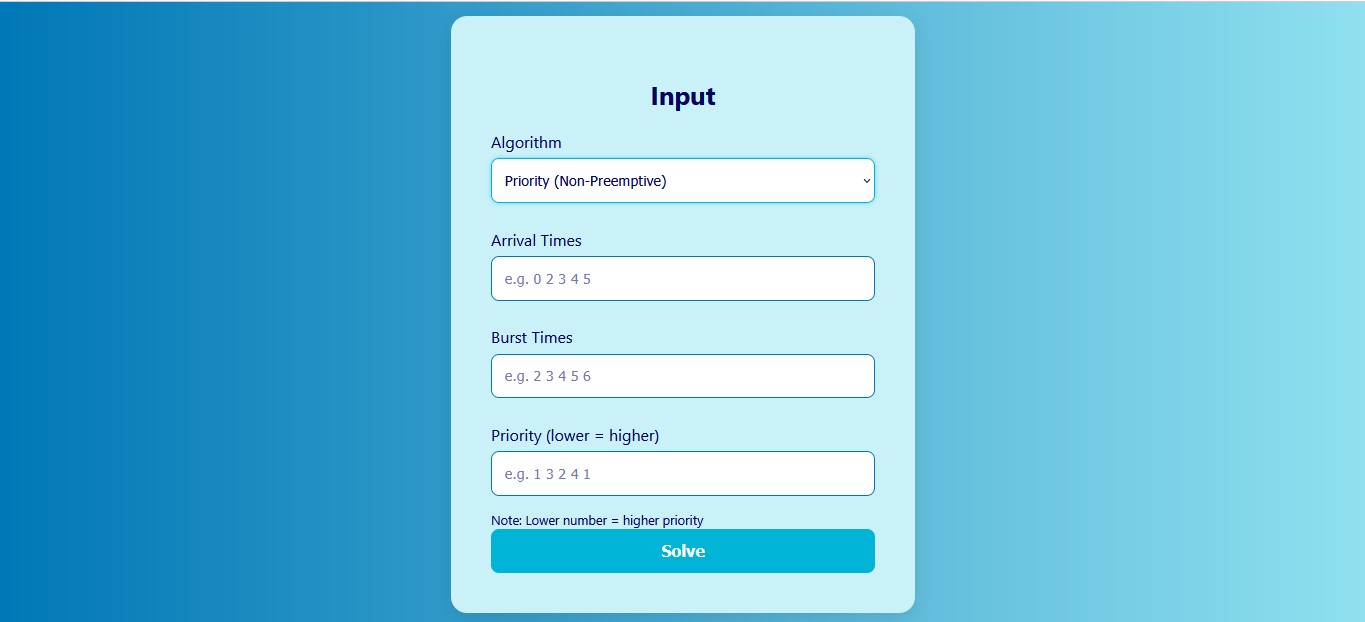 Input
Algorithm
Priority (Non-Preemptive)
Arrival Times
e.g. 0 2 3 4 5
Burst Times
e.g. 2 3 4 5 6
Priority (lower = higher)
e.g. 1 3 2 4 1
Note: Lower number = higher priority
Solve